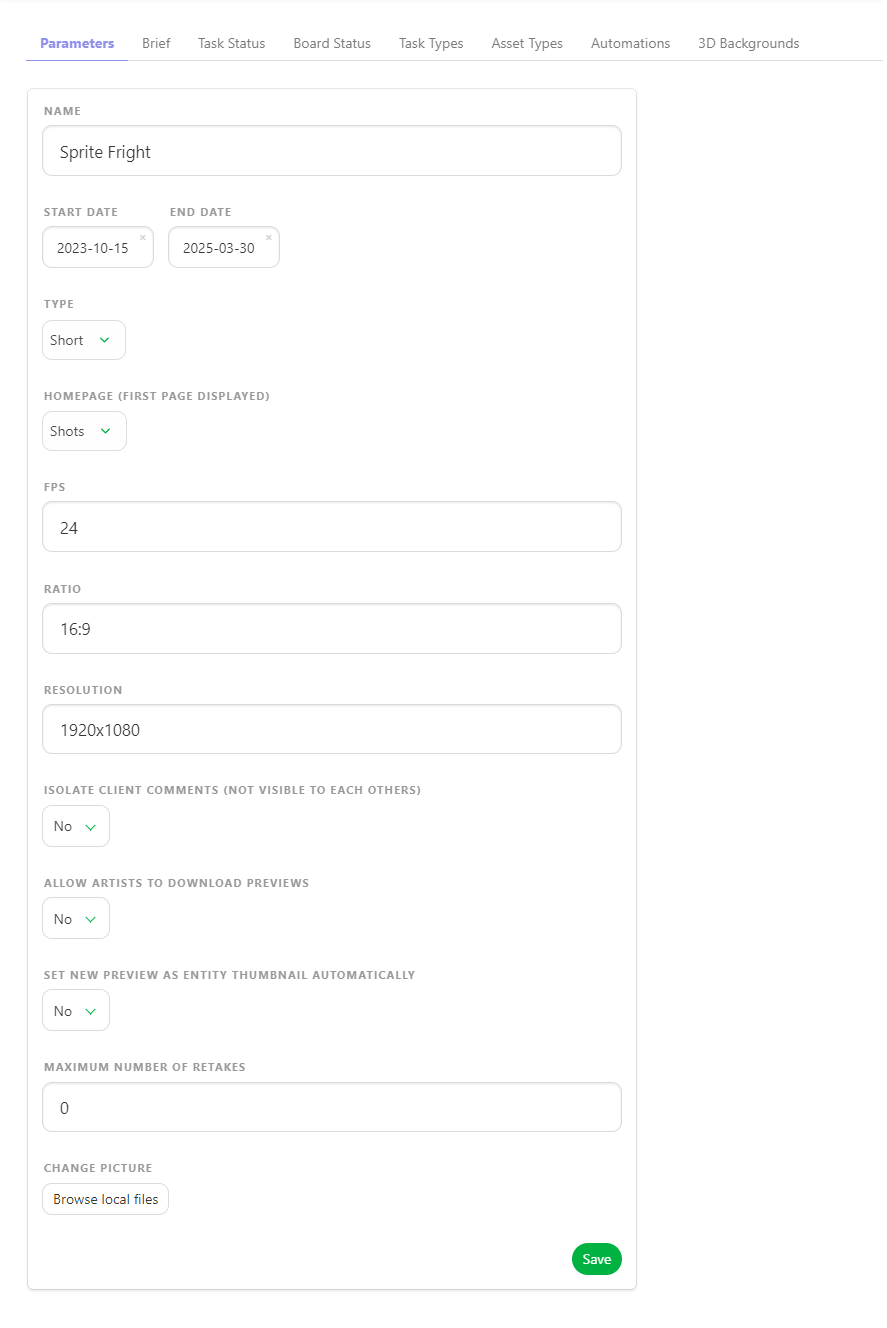 Parameters Brief Task Status Board Status Task Types Asset Types Automations 3D Backgrounds
NAME
Sprite Fright
START DATE END DATE
2023-10-15 × 2025-03-30 ×
TYPE
Short
HOMEPAGE (FIRST PAGE DISPLAYED)
Shots
FPS
24
RATIO
16:9
RESOLUTION
1920x1080
ISOLATE CLIENT COMMENTS (NOT VISIBLE TO EACH OTHERS)
No
ALLOW ARTISTS TO DOWNLOAD PREVIEWS
No
SET NEW PREVIEW AS ENTITY THUMBNAIL AUTOMATICALLY
No
MAXIMUM NUMBER OF RETAKES
0
CHANGE PICTURE
Browse local files
Save